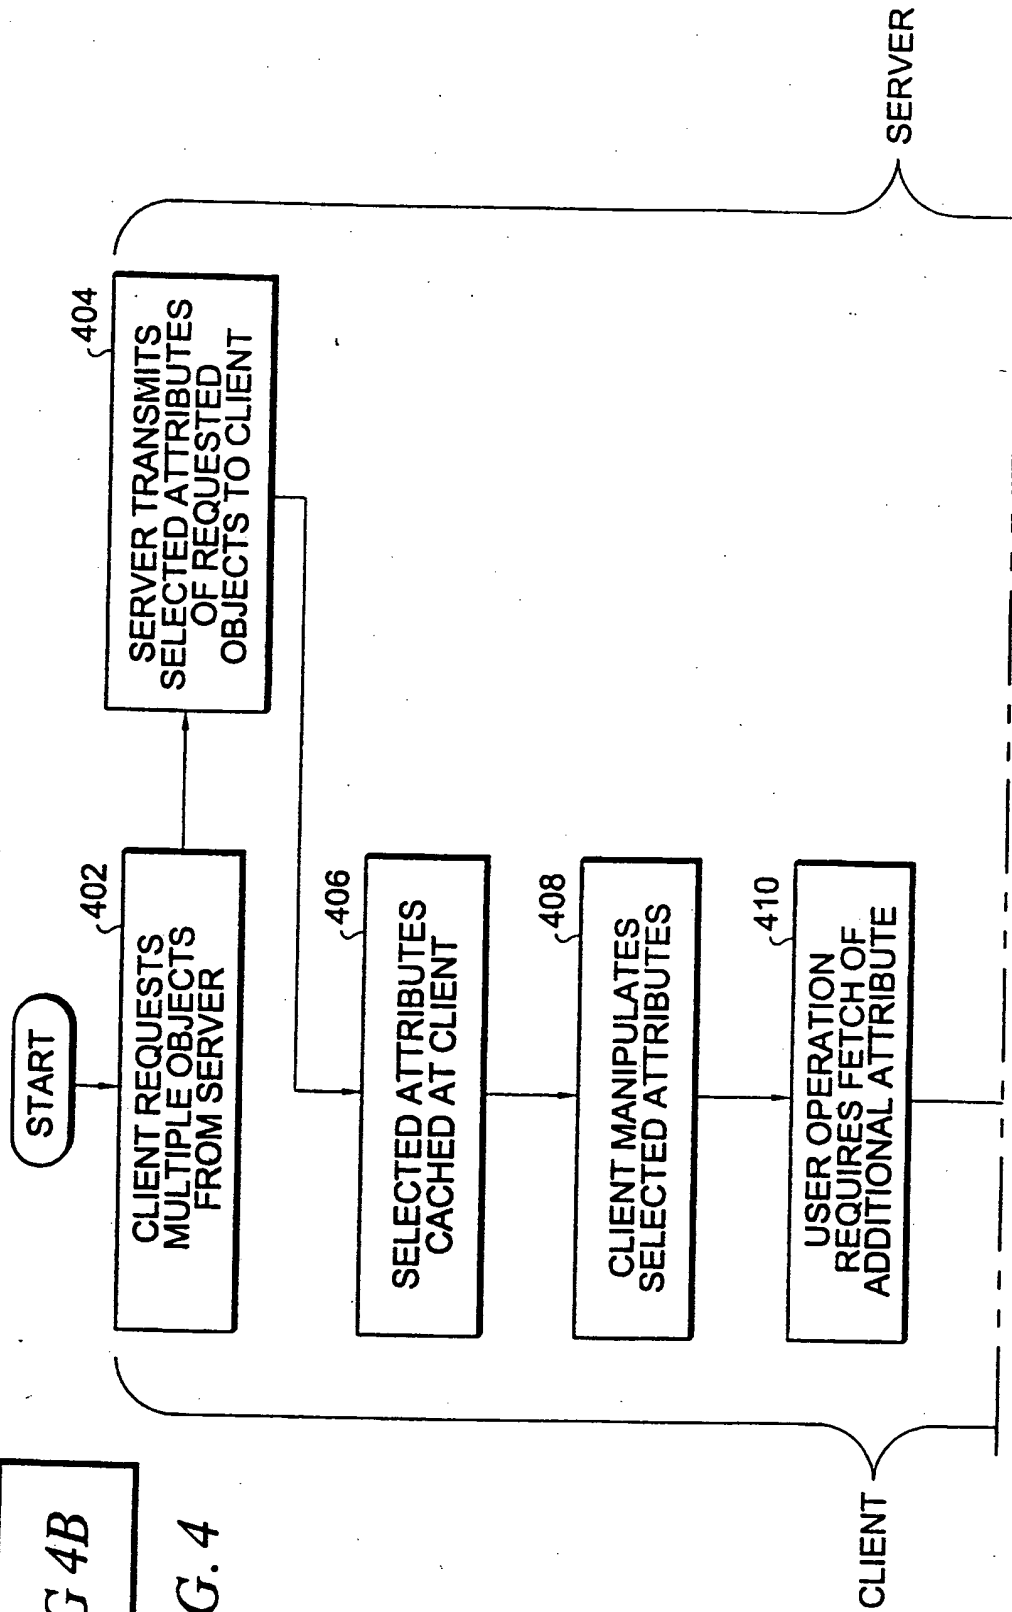 START
402
CLIENT REQUESTS
MULTIPLE OBJECTS
FROM SERVER
404
SERVER TRANSMITS
SELECTED ATTRIBUTES
OF REQUESTED
OBJECTS TO CLIENT
406
SELECTED ATTRIBUTES
CACHED AT CLIENT
408
CLIENT MANIPULATES
SELECTED ATTRIBUTES
410
USER OPERATION
REQUIRES FETCH OF
ADDITIONAL ATTRIBUTE
CLIENT
SERVER
G 4B
G. 4